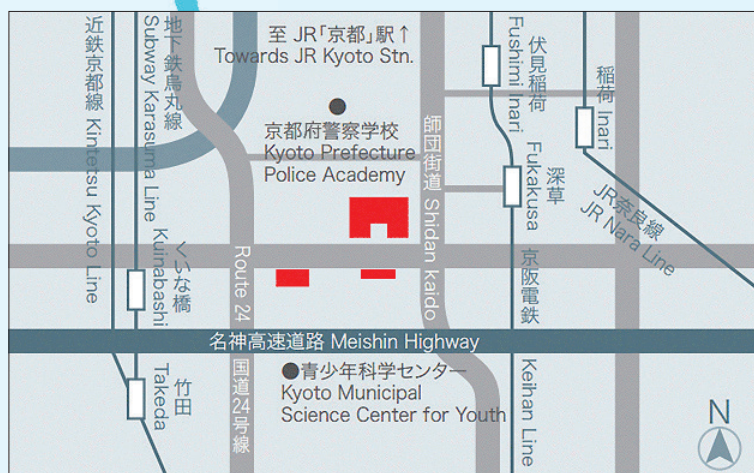 近鉄京都線 Kintetsu Kyoto Line
地下鉄烏丸線
Subway Karasuma Line
至 JR「京都」駅↑
Towards JR Kyoto Stn.
京都府警察学校
Kyoto Prefecture
Police Academy
師団街道 Shidan kaido
伏見稲荷
Fushimi Inari
稲荷 Inari
深草
Fukakusa
JR奈良線
JR Nara Line
くいな橋
Kuinabashi
Route 24
京阪電鉄
名神高速道路 Meishin Highway
竹田
Takeda
国道24号線
●青少年科学センター
Kyoto Municipal
Science Center for Youth
Keihan Line
N